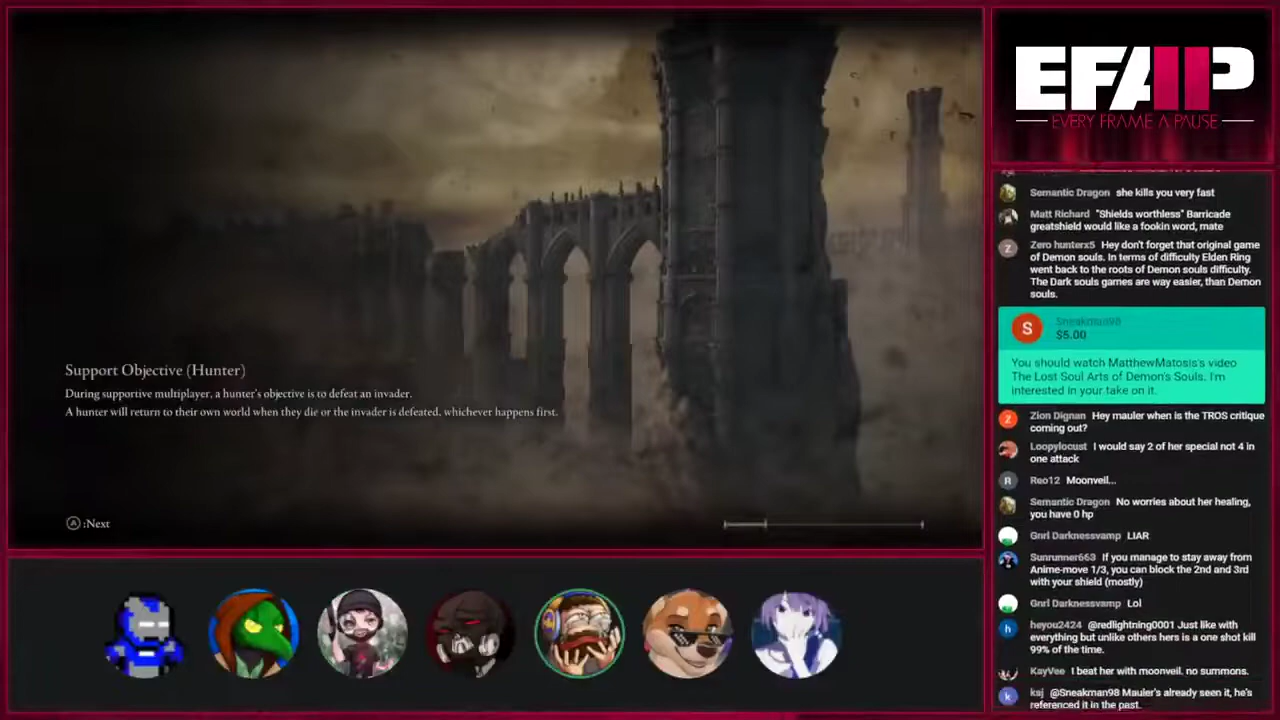 Support Objective (Hunter)
During supportive multiplayer, a hunter's objective is to defeat an invader.
A hunter will return to their own world when they die or the invader is defeated, whichever happens first.
A :Next
EFAP
EVERY FRAME A PAUSE
Semantic Dragon she kills you very fast
Matt Richard "Shields worthless" Barricade
greatshield would like a fookin word, mate
Z
Zero hunterx5 Hey don't forget that original game
of Demon souls. In terms of difficulty Elden Ring
went back to the roots of Demon souls difficulty.
The Dark souls games are way easier, than Demon
souls.
S
Sneakman98
$5.00
You should watch MatthewMatosis's video
The Lost Soul Arts of Demon's Souls. I'm
interested in your take on it.
Z
Zion Dignan Hey mauler when is the TROS critique
coming out?
Loopylocust I would say 2 of her special not 4 in
one attack
R
Reo12 Moonveil...
Semantic Dragon No worries about her healing,
you have 0 hp
Gnrl Darknessvamp LIAR
Sunrunner663 If you manage to stay away from
Anime-move 1/3, you can block the 2nd and 3rd
with your shield (mostly)
Gnrl Darknessvamp Lol
h
heyou2424 @redlightning0001 Just like with
everything but unlike others hers is a one shot kill
99% of the time.
KayVee I beat her with moonveil. no summons.
k
ksj @Sneakman98 Mauler's already seen it, he's
referenced it in the past.